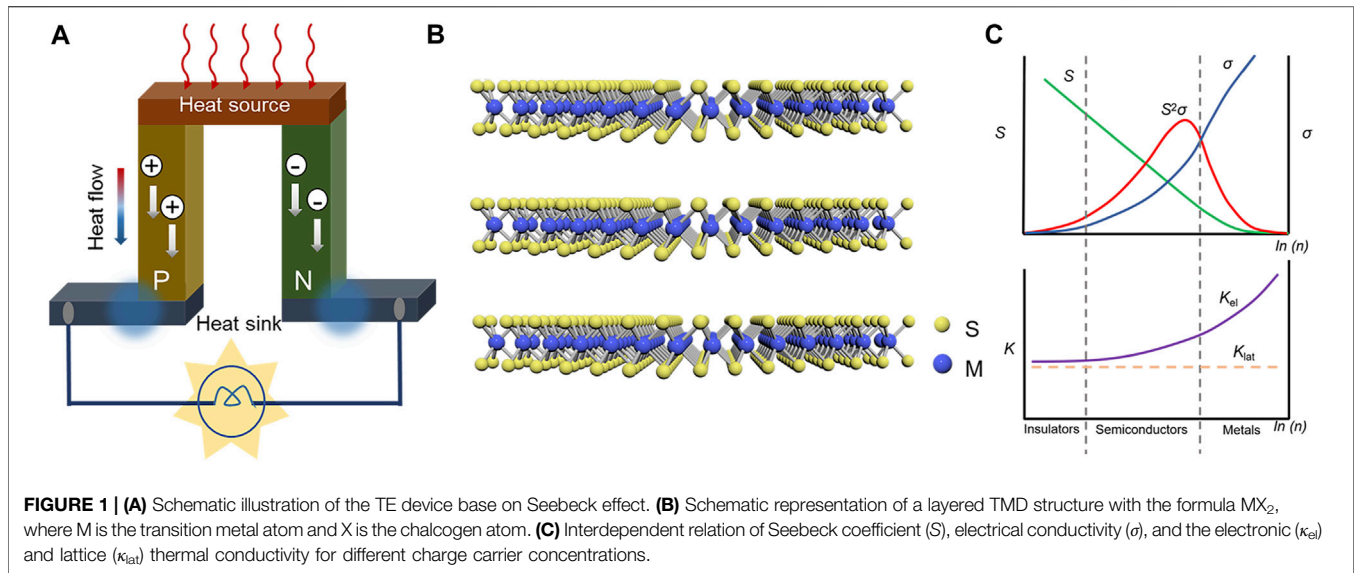 A
Heat source
Heat flow
+
+
-
-
P
N
Heat sink
B
S
M
C
S
σ
S²σ
S
σ
In (n)
K
Kel
Klat
In (n)
Insulators
Semiconductors
Metals
FIGURE 1 | (A) Schematic illustration of the TE device base on Seebeck effect. (B) Schematic representation of a layered TMD structure with the formula MX₂,
where M is the transition metal atom and X is the chalcogen atom. (C) Interdependent relation of Seebeck coefficient (S), electrical conductivity (σ), and the electronic (κel)
and lattice (κlat) thermal conductivity for different charge carrier concentrations.